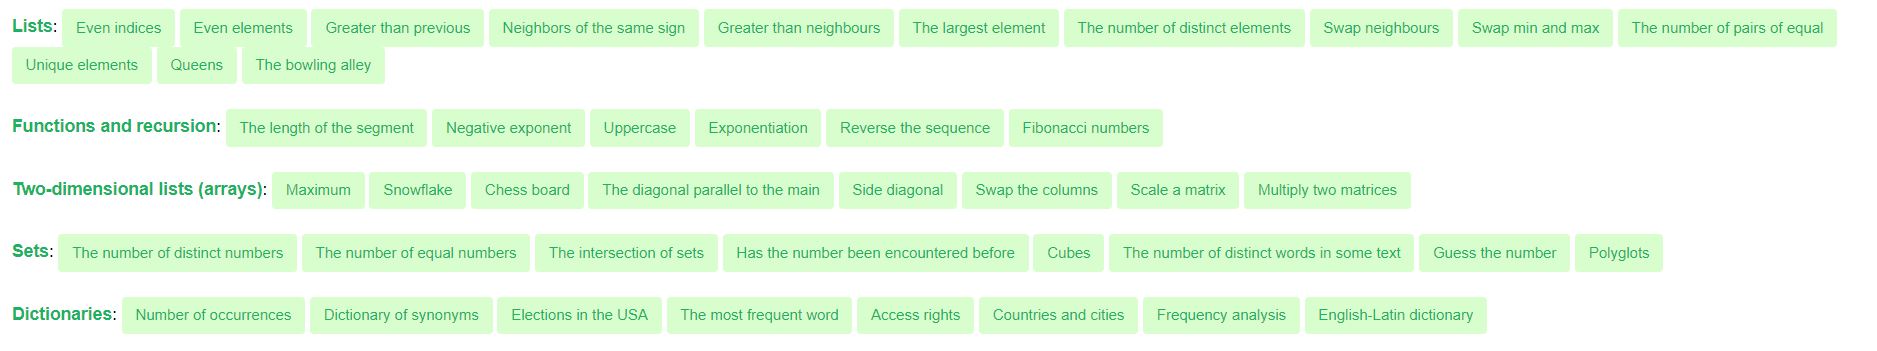 Lists: Even indices Even elements Greater than previous Neighbors of the same sign Greater than neighbours The largest element The number of distinct elements Swap neighbours Swap min and max The number of pairs of equal
Unique elements Queens The bowling alley
Functions and recursion: The length of the segment Negative exponent Uppercase Exponentiation Reverse the sequence Fibonacci numbers
Two-dimensional lists (arrays): Maximum Snowflake Chess board The diagonal parallel to the main Side diagonal Swap the columns Scale a matrix Multiply two matrices
Sets: The number of distinct numbers The number of equal numbers The intersection of sets Has the number been encountered before Cubes The number of distinct words in some text Guess the number Polyglots
Dictionaries: Number of occurrences Dictionary of synonyms Elections in the USA The most frequent word Access rights Countries and cities Frequency analysis English-Latin dictionary